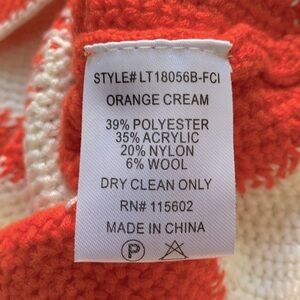 STYLE# LT18056B-FCI
ORANGE CREAM
39% POLYESTER
35% ACRYLIC
20% NYLON
6% WOOL
DRY CLEAN ONLY
RN# 115602
MADE IN CHINA
P